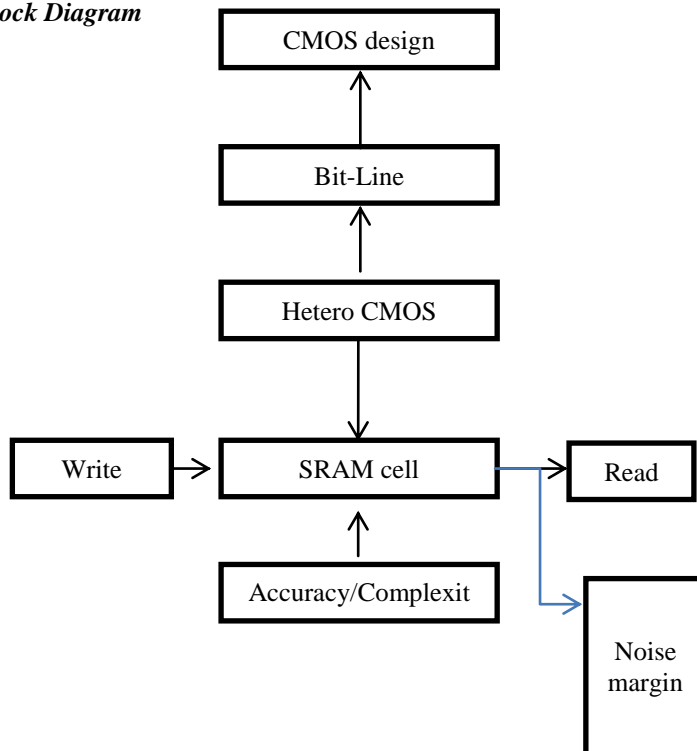 ock Diagram
CMOS design
Bit-Line
Hetero CMOS
Write
SRAM cell
Read
Accuracy/Complexit
Noise
margin